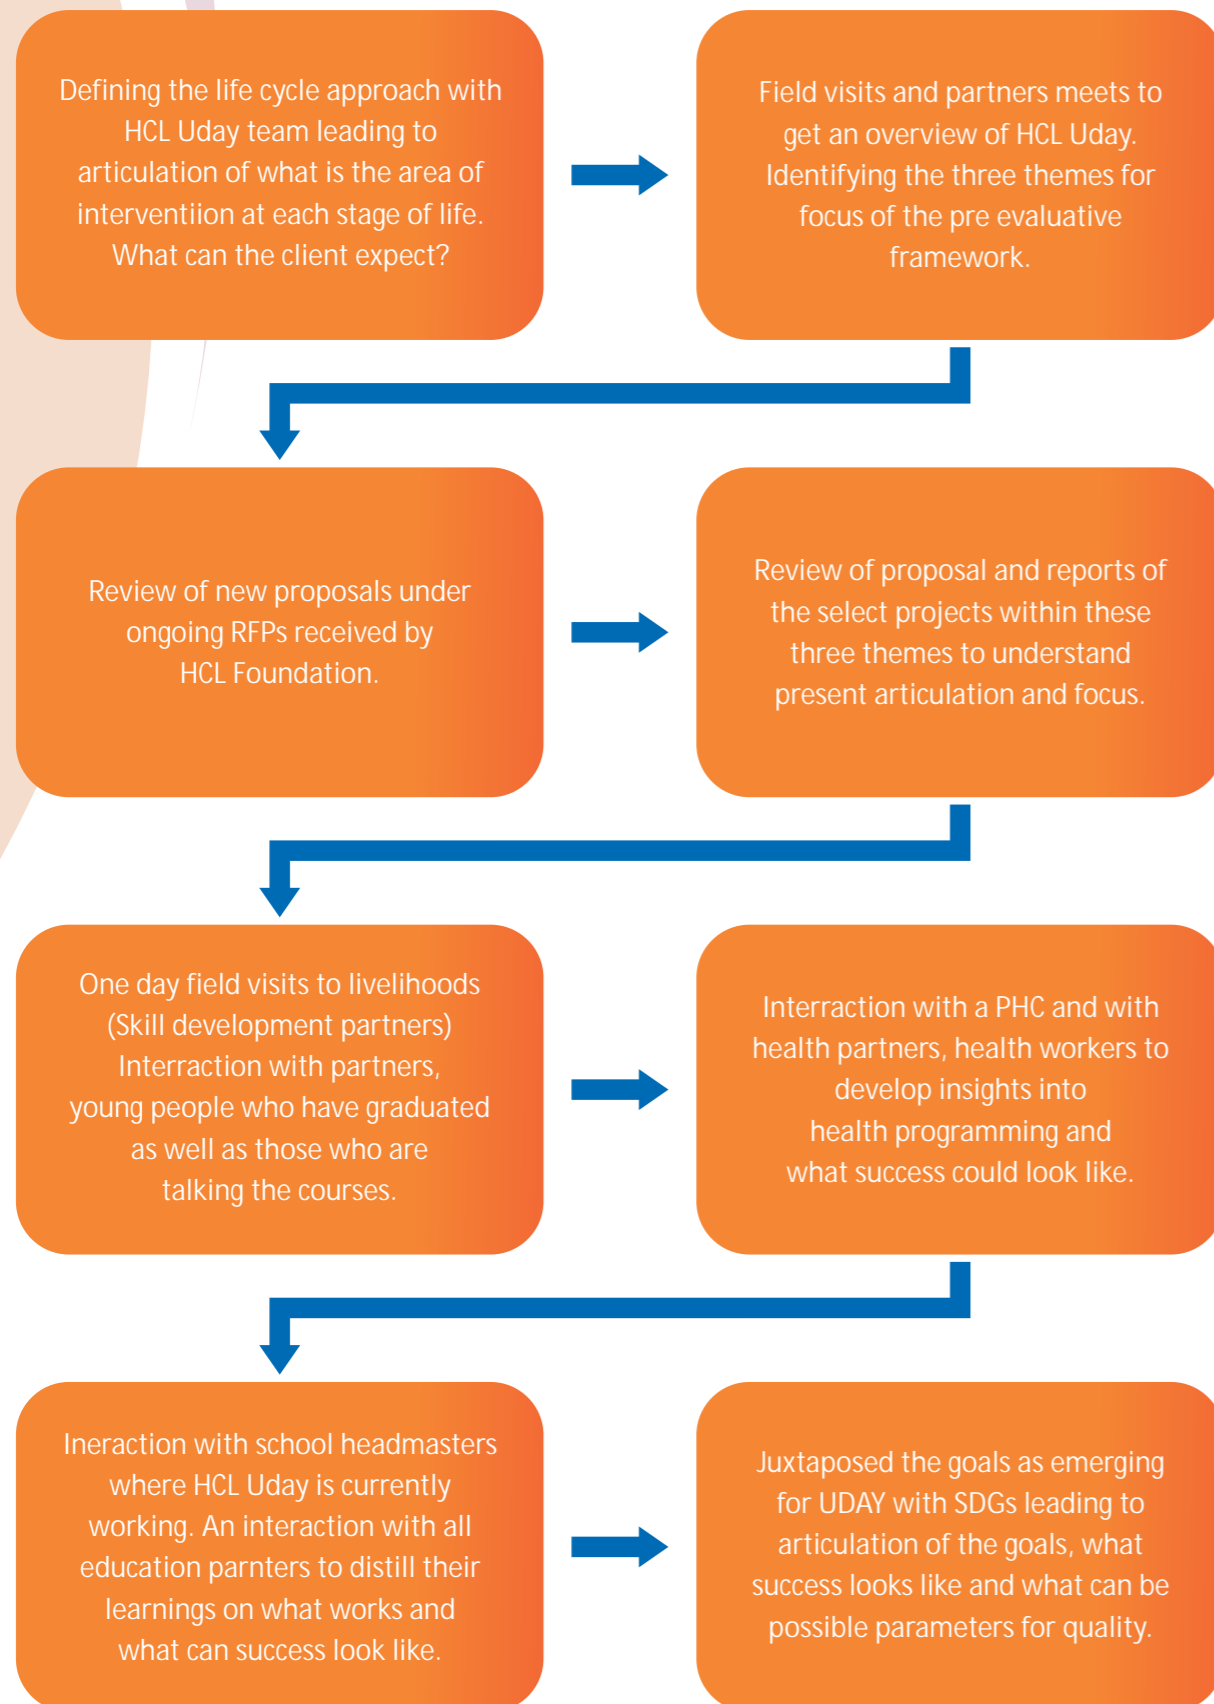 Defining the life cycle approach with
HCL Uday team leading to
articulation of what is the area of
interventiion at each stage of life.
What can the client expect?
Field visits and partners meets to
get an overview of HCL Uday.
Identifying the three themes for
focus of the pre evaluative
framework.
Review of new proposals under
ongoing RFPs received by
HCL Foundation.
Review of proposal and reports of
the select projects within these
three themes to understand
present articulation and focus.
One day field visits to livelihoods
(Skill development partners)
Interraction with partners,
young people who have graduated
as well as those who are
talking the courses.
Interraction with a PHC and with
health partners, health workers to
develop insights into
health programming and
what success could look like.
Ineraction with school headmasters
where HCL Uday is currently
working. An interaction with all
education parnters to distill their
learnings on what works and
what can success look like.
Juxtaposed the goals as emerging
for UDAY with SDGs leading to
articulation of the goals, what
success looks like and what can be
possible parameters for quality.